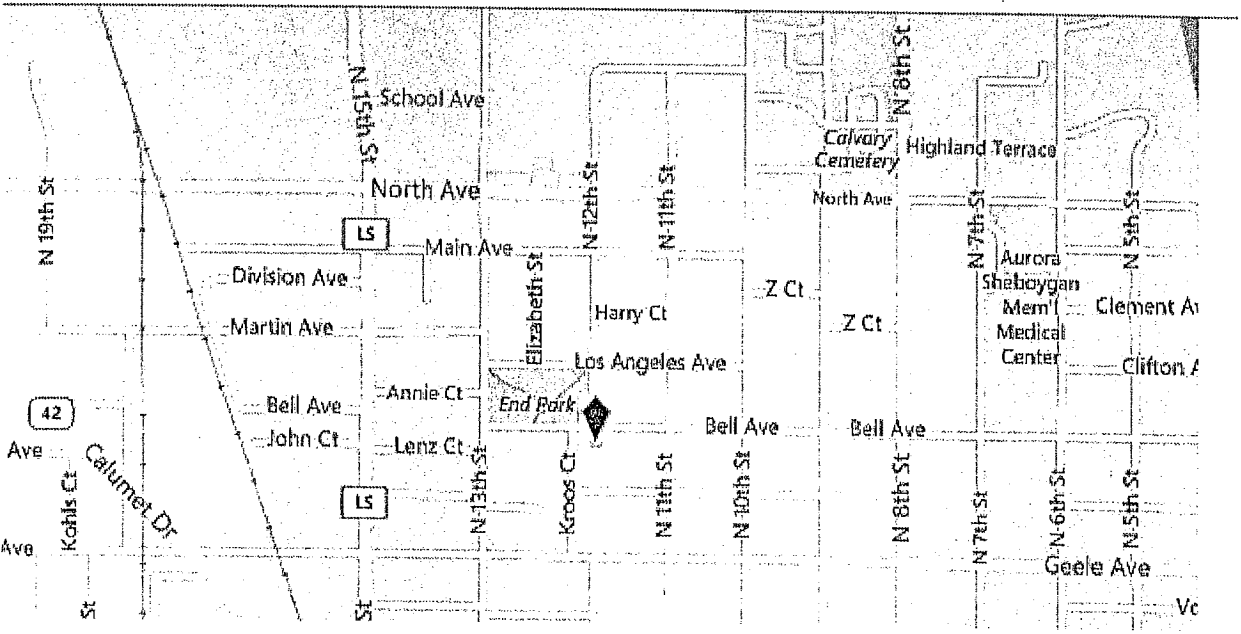 N 8th St
N 15th St
School Ave
Calvary
Cemetery
Highland Terrace
N 19th St
North Ave
N 12th St
N 11th St
North Ave
N 7th St
N 5th St
LS
Main Ave
Division Ave
Elizabeth St
Aurora
Sheboygan
Mem'l
Medical
Center
Z Ct
Harry Ct
Clement Av
Martin Ave
Z Ct
Los Angeles Ave
Clifton A
Annie Ct
End Park
Bell Ave
42
Bell Ave
Bell Ave
John Ct
Lenz Ct
Ave
Calumet Dr
Kohls Ct
N 13th St
Kroos Ct
N 11th St
N 10th St
N 8th St
N 7th St
N 6th St
N 5th St
LS
Ave
Geele Ave
St
St
Vo